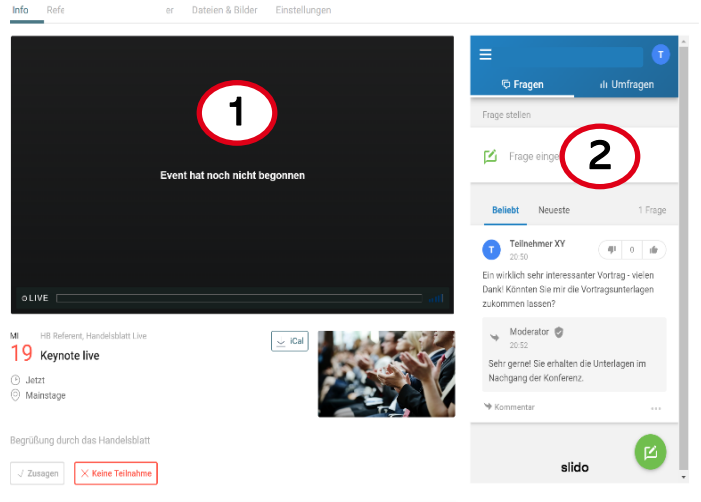 Info
Dateien & Bilder
Einstellungen
1
Event hat noch nicht begonnen
LIVE
MI
19
HB Referent, Handelsblatt Live
Keynote live
iCal
Jetzt
Mainstage
Begrüßung durch das Handelsblatt
Zusagen
Keine Teilnahme
T
Fragen
Umfragen
Frage stellen
Frage einge
2
Beliebt
Neueste
1 Frage
T
Teilnehmer XY
20:50
0
Ein wirklich sehr interessanter Vortrag - vielen
Dank! Könnten Sie mir die Vortragsunterlagen
zukommen lassen?
Moderator
20:52
Sehr gerne! Sie erhalten die Unterlagen im
Nachgang der Konferenz.
Kommentar
slido